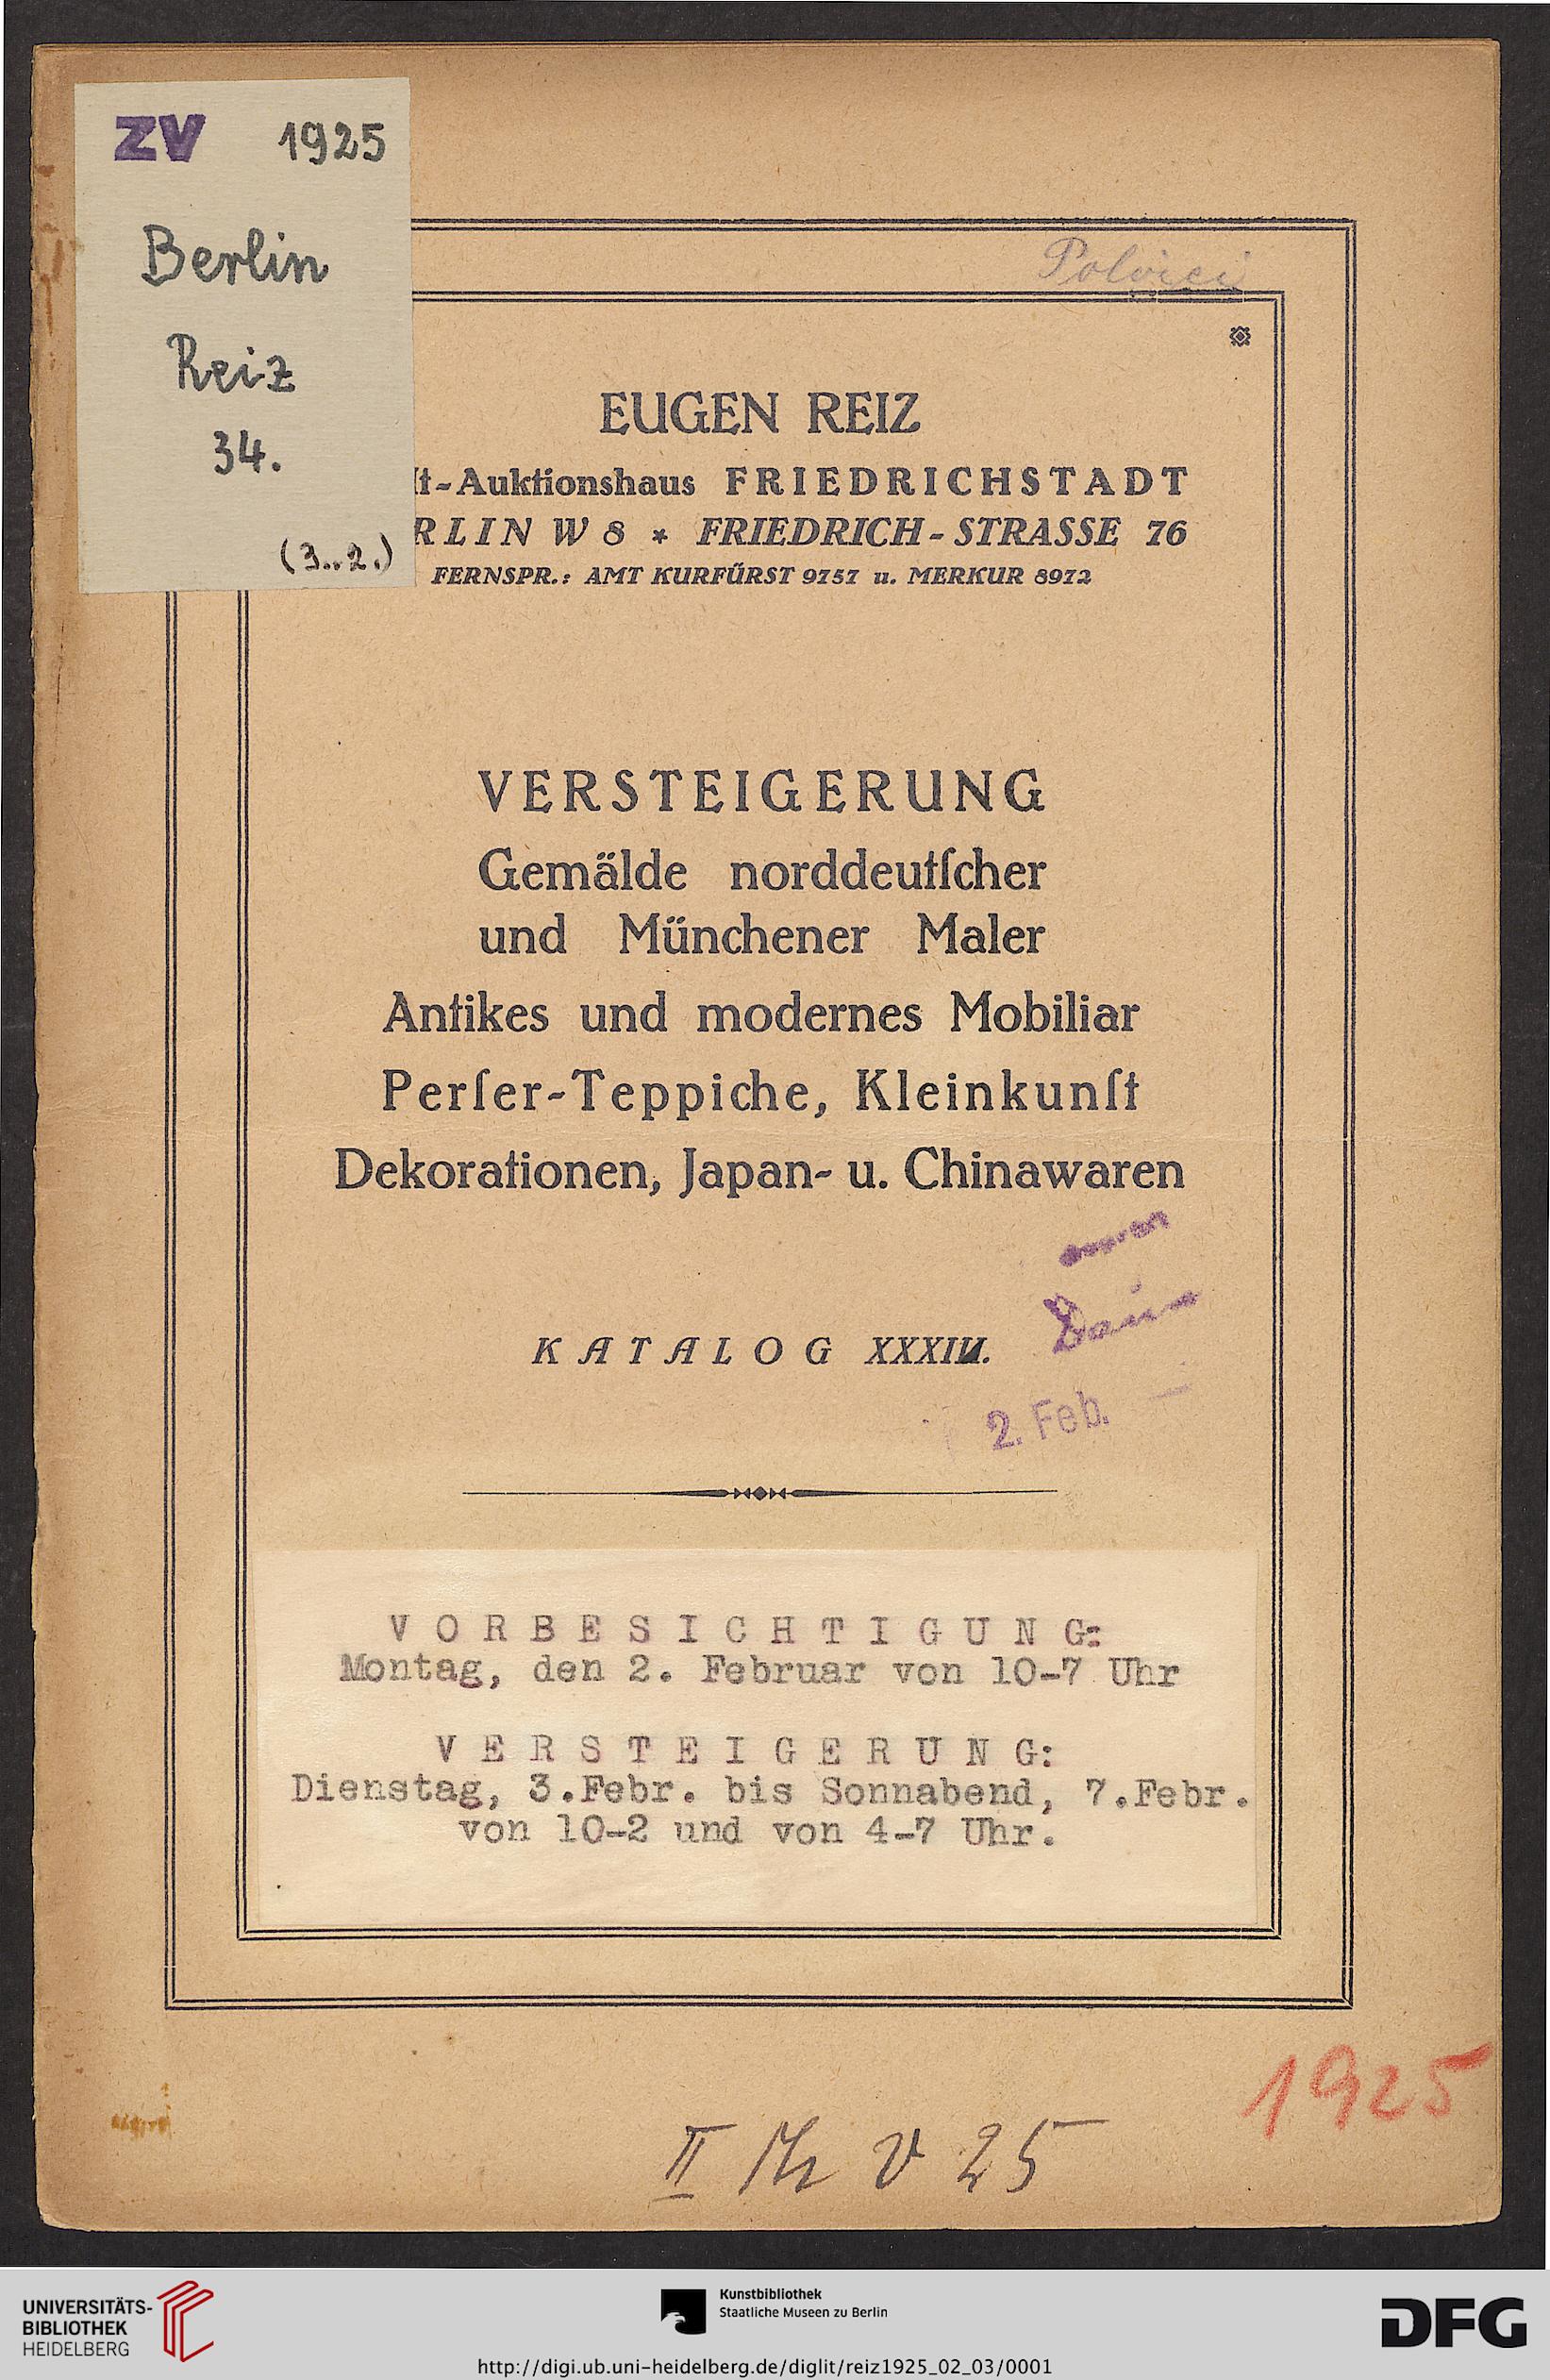 ZV 1925
Berlin
Reiz
34.
(3..2.)
EUGEN REIZ
ſt-Auktionshaus FRIEDRICHSTADT
RLIN W 8 * FRIEDRICH-STRASSE 76
FERNSPR.: AMT KURFÜRST 9757 u. MERKUR 8972
VERSTEIGERUNG
Gemälde norddeutſcher
und Münchener Maler
Antikes und modernes Mobiliar
Perſer-Teppiche, Kleinkunſt
Dekorationen, Japan- u. Chinawaren
KATALOG
2. Feb.
VORBESICHTIGUNG:
Montag, den 2. Februar von 10-7 Uhr
VERSTEIGERUNG:
Dienstag, 3.Febr. bis Sonnabend, 7.Febr.
von 10-2 und von 4-7 Uhr.
1925
II V 25
UNIVERSITÄTS-
BIBLIOTHEK
HEIDELBERG
Kunstbibliothek
Staatliche Museen zu Berlin
DFG
http://digi.ub.uni-heidelberg.de/diglit/reiz1925_02_03/0001